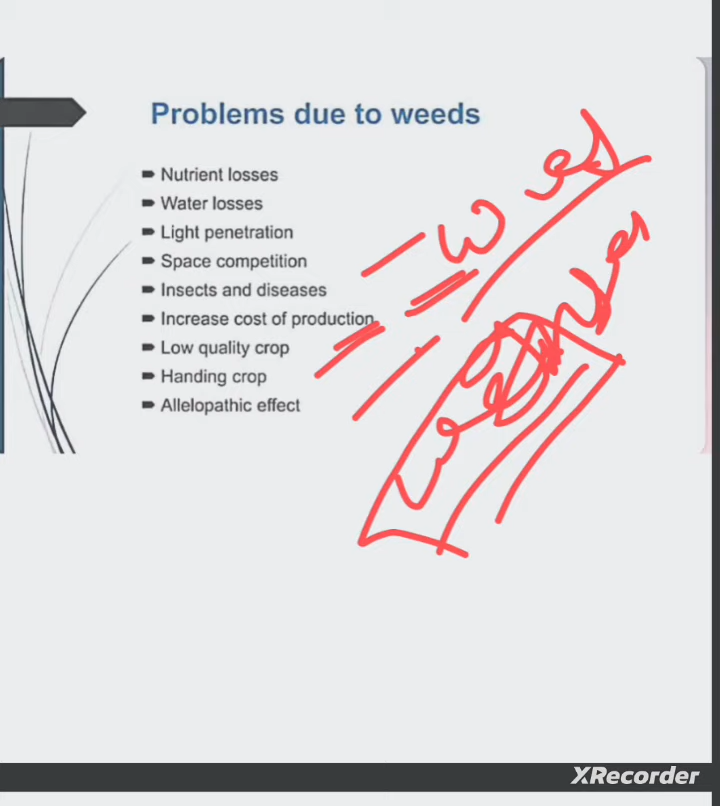 Problems due to weeds
Nutrient losses
Water losses
Light penetration
Space competition
Insects and diseases
Increase cost of production
Low quality crop
Handing crop
Allelopathic effect
XRecorder